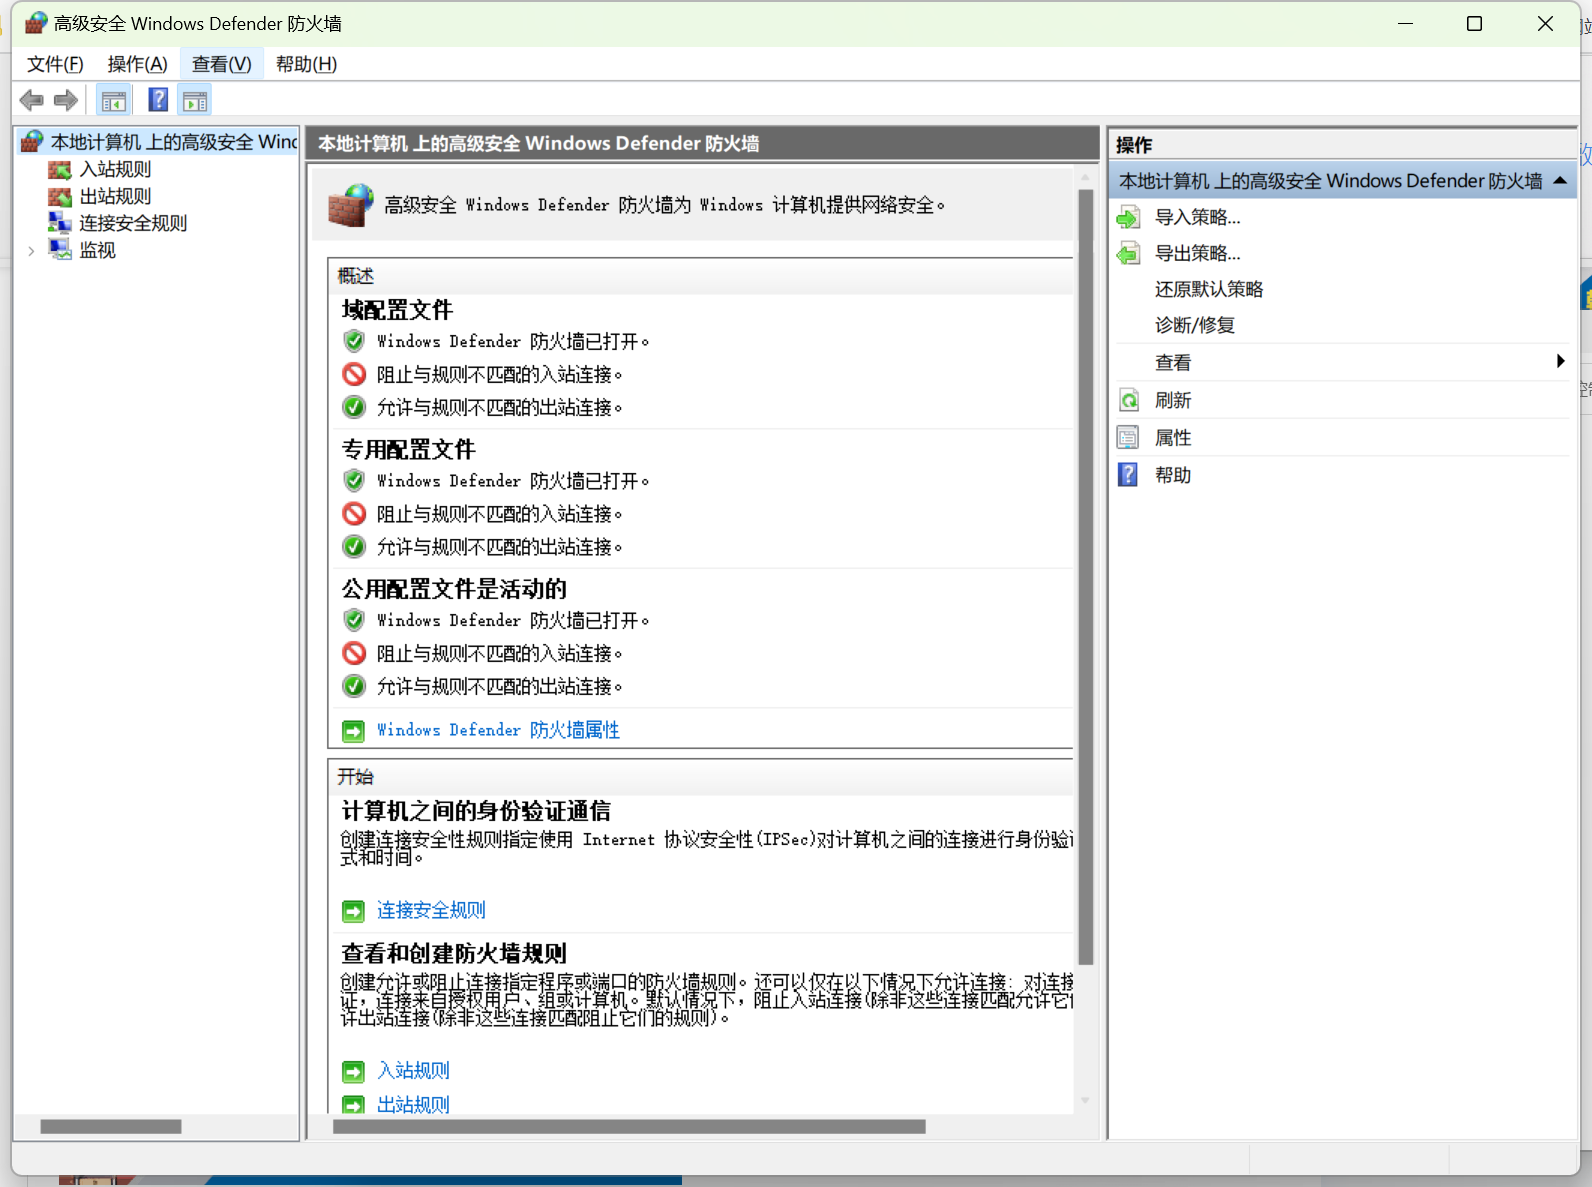 高级安全 Windows Defender 防火墙
文件(F) 操作(A) 查看(V) 帮助(H)
本地计算机 上的高级安全 Wind
入站规则
出站规则
连接安全规则
监视
本地计算机 上的高级安全 Windows Defender 防火墙
高级安全 Windows Defender 防火墙为 Windows 计算机提供网络安全。
概述
域配置文件
Windows Defender 防火墙已打开。
阻止与规则不匹配的入站连接。
允许与规则不匹配的出站连接。
专用配置文件
Windows Defender 防火墙已打开。
阻止与规则不匹配的入站连接。
允许与规则不匹配的出站连接。
公用配置文件是活动的
Windows Defender 防火墙已打开。
阻止与规则不匹配的入站连接。
允许与规则不匹配的出站连接。
Windows Defender 防火墙属性
开始
计算机之间的身份验证通信
创建连接安全性规则指定使用 Internet 协议安全性(IPSec)对计算机之间的连接进行身份验
式和时间。
连接安全规则
查看和创建防火墙规则
创建允许或阻止连接指定程序或端口的防火墙规则。还可以仅在以下情况下允许连接: 对连接
证，连接来自授权用户、组或计算机。默认情况下，阻止入站连接(除非这些连接匹配允许它
许出站连接(除非这些连接匹配阻止它们的规则)。
入站规则
出站规则
操作
本地计算机 上的高级安全 Windows Defender 防火墙
导入策略...
导出策略...
还原默认策略
诊断/修复
查看
刷新
属性
帮助